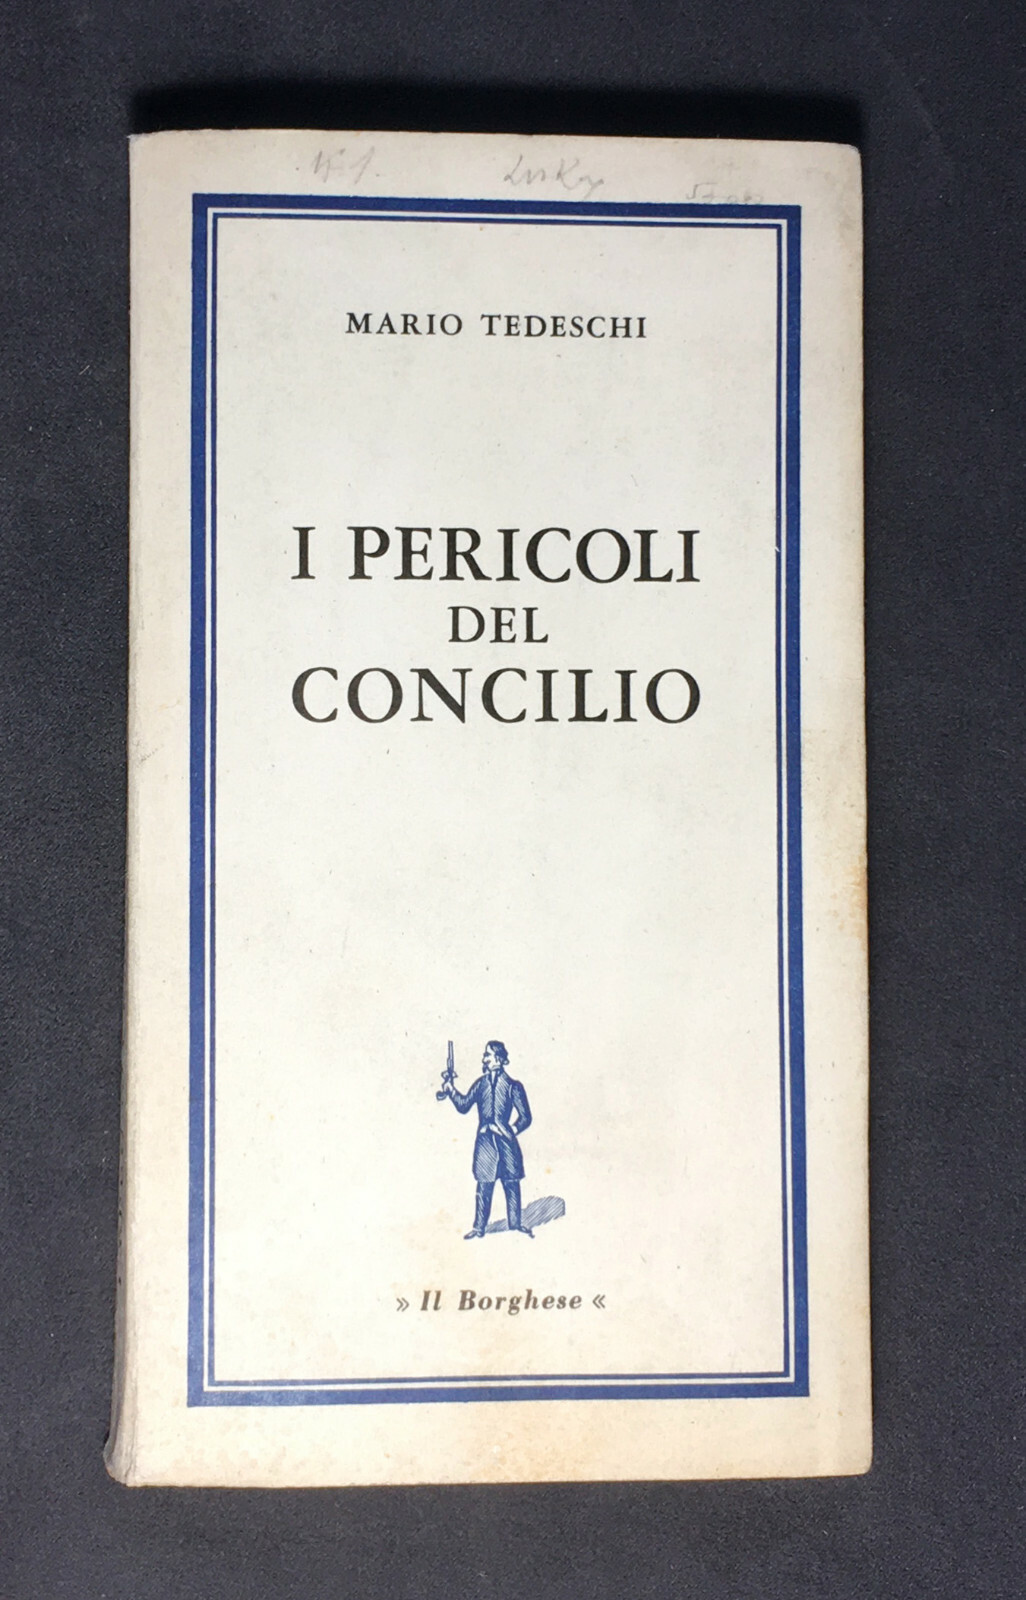 MARIO TEDESCHI
I PERICOLI
DEL
CONCILIO
» Il Borghese «